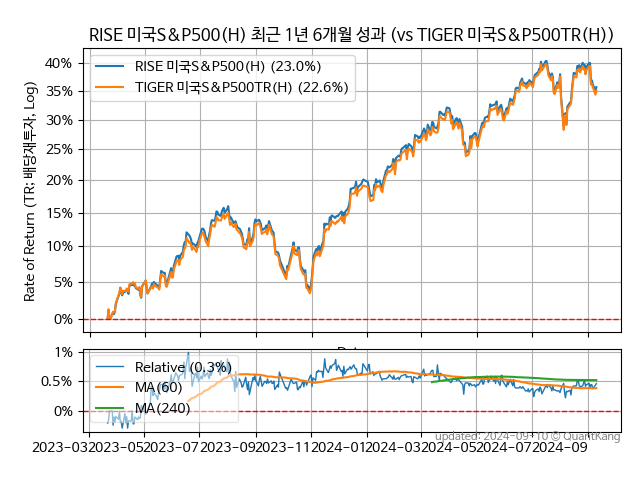 RISE 미국S&P500(H) 최근 1년 6개월 성과 (vs TIGER 미국S&P500TR(H))
RISE 미국S&P500(H) (23.0%)
TIGER 미국S&P500TR(H) (22.6%)
Rate of Return (TR: 배당재투자, Log)
40%
35%
30%
25%
20%
15%
10%
5%
0%
Relative (0.3%)
MA(60)
MA(240)
1%
0.5%
0%
2023-03
2023-05
2023-07
2023-09
2023-11
2024-01
2024-03
2024-05
2024-07
2024-09
updated: 2024-09-10 © QuantKang